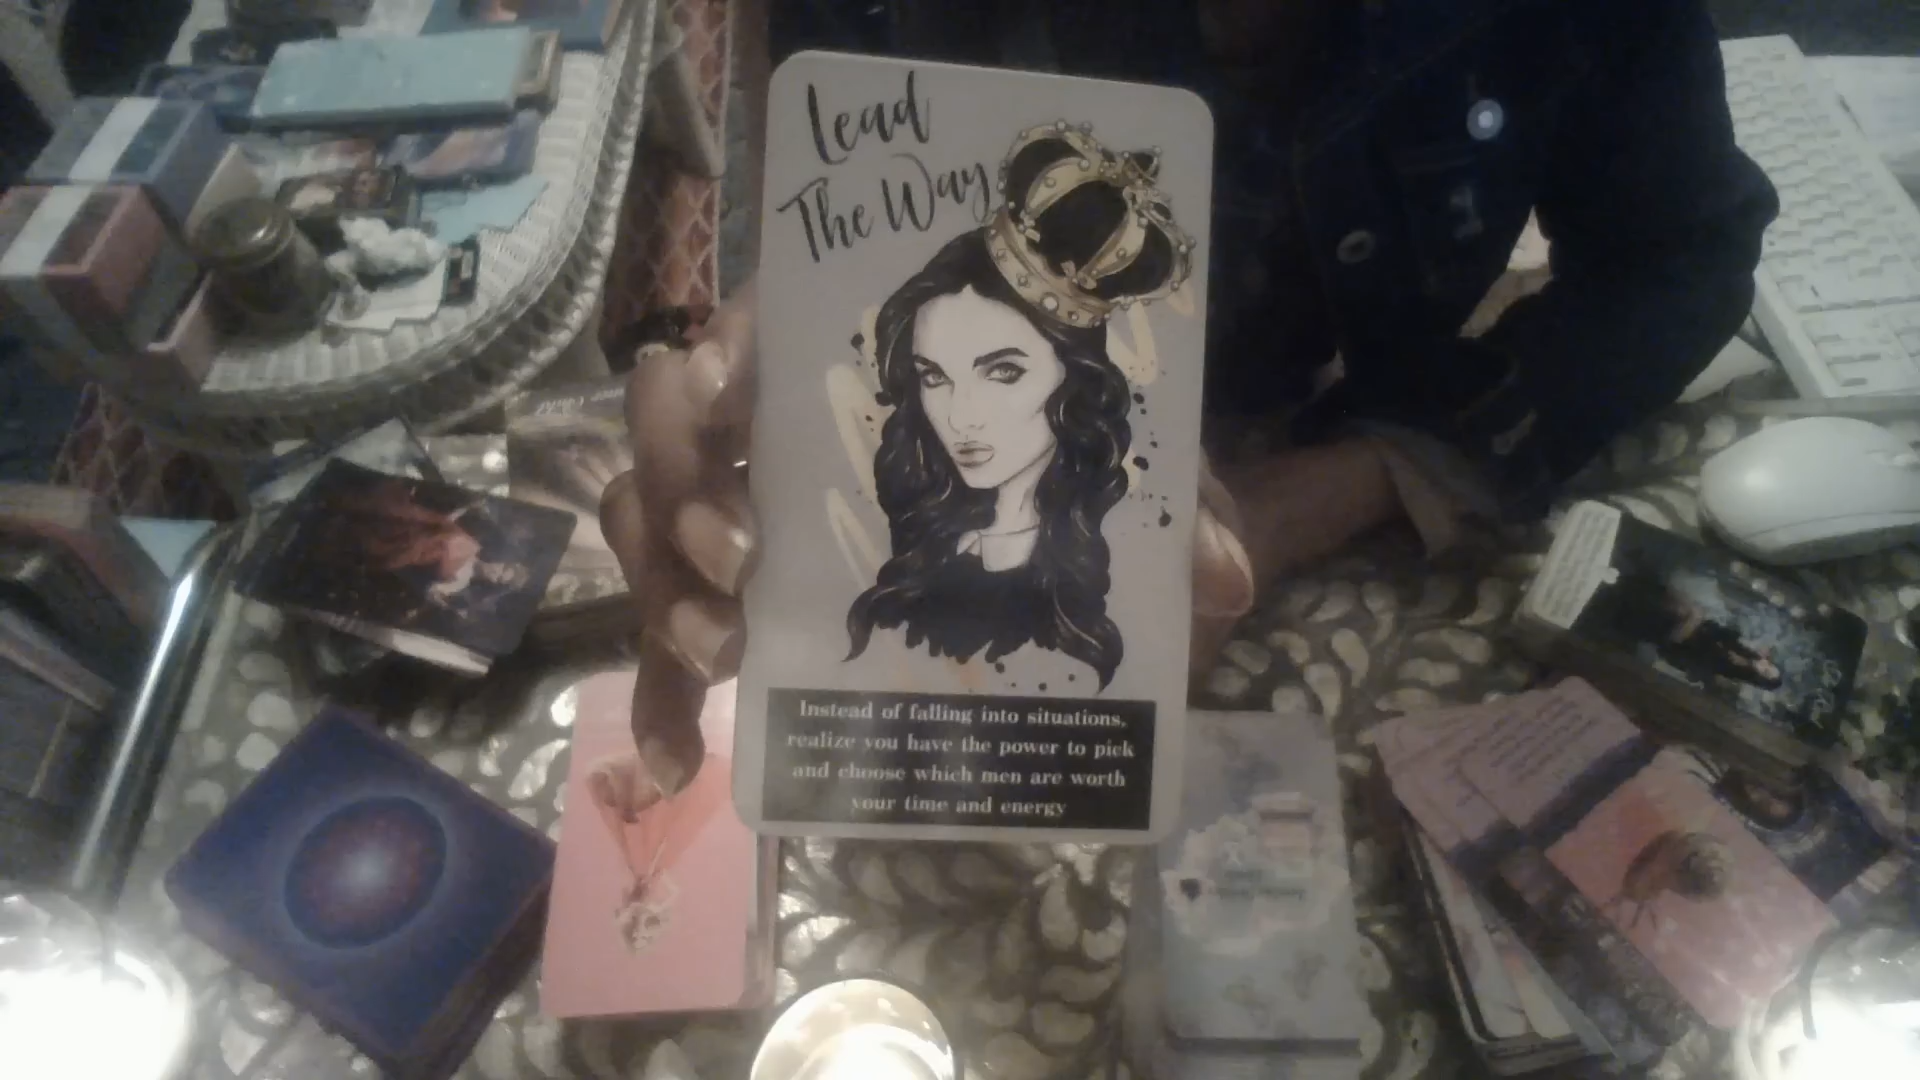 Lead
The Way
Instead of falling into situations,
realize you have the power to pick
and choose which men are worth
your time and energy